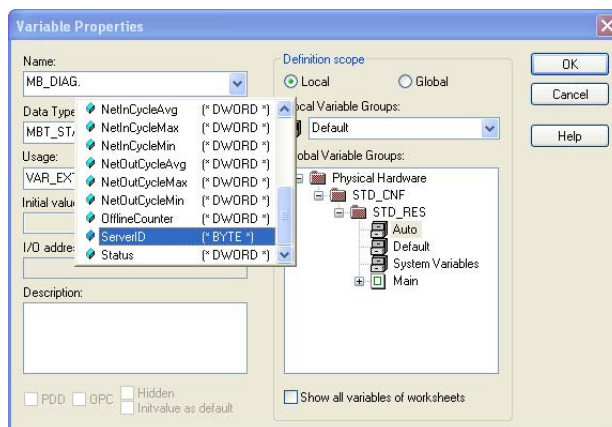 Variable Properties
Name:
MB_DIAG.
Data Type
MBT_STA
Usage:
VAR_EXT
Initial value
I/O addre
NetInCycleAvg (* DWORD *)
NetInCycleMax (* DWORD *)
NetInCycleMin (* DWORD *)
NetOutCycleAvg (* DWORD *)
NetOutCycleMax (* DWORD *)
NetOutCycleMin (* DWORD *)
OfflineCounter (* DWORD *)
ServerID (* BYTE *)
Status (* DWORD *)
Description:
PDD
OPC
Hidden
Initvalue as default
Definition scope
Local
Global
ocal Variable Groups:
Default
lobal Variable Groups:
Physical Hardware
STD_CNF
STD_RES
Auto
Default
System Variables
Main
Show all variables of worksheets
OK
Cancel
Help